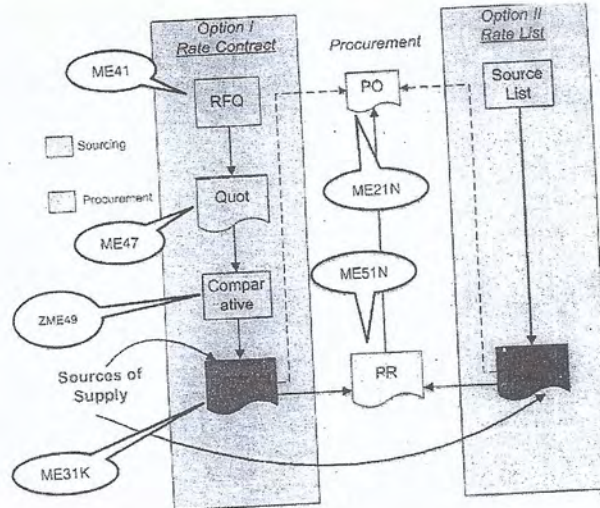 Option I
Rate Contract
Procurement
Option II
Rate List
ME41
RFQ
PO
Source
List
Sourcing
Procurement
Quot
ME21N
ME47
ME51N
Compar
ative
ZME49
Sources of
Supply
PR
ME31K